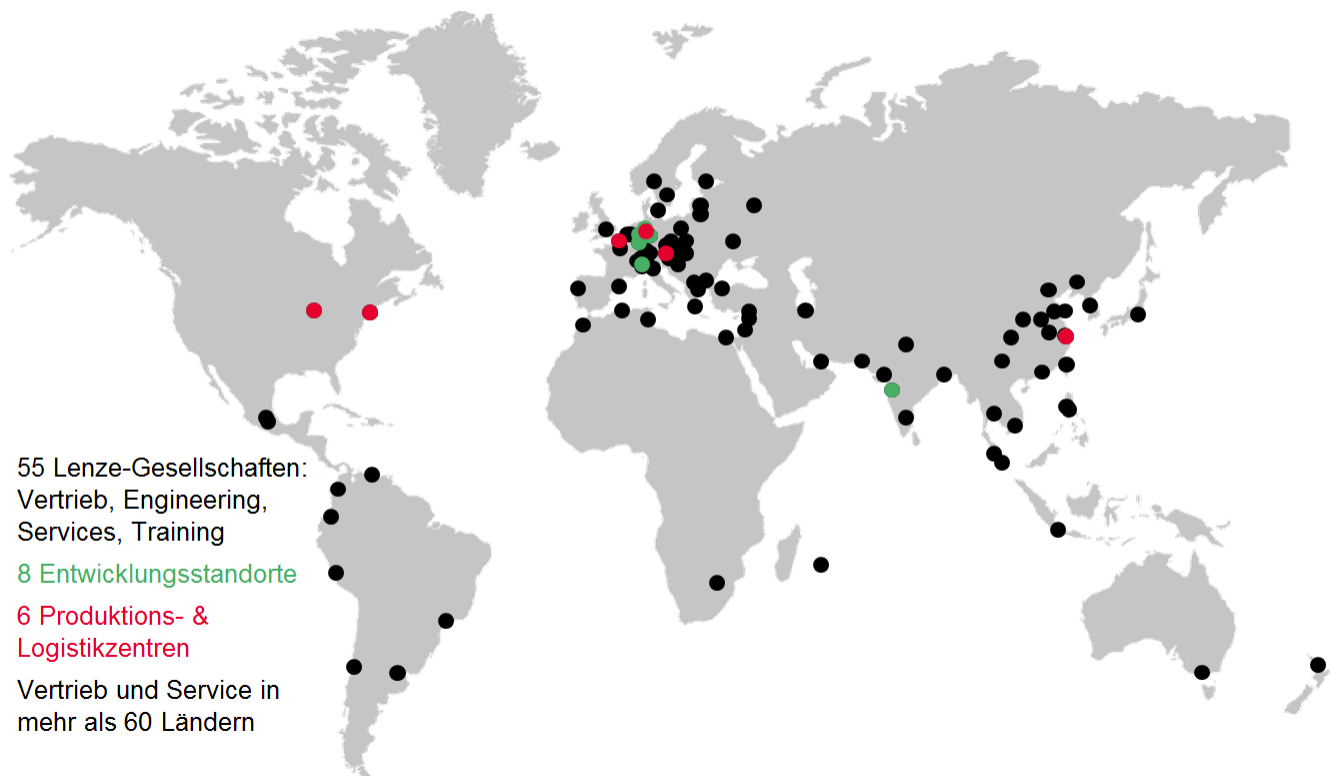 55 Lenze-Gesellschaften:
Vertrieb, Engineering,
Services, Training
8 Entwicklungsstandorte
6 Produktions- &
Logistikzentren
Vertrieb und Service in
mehr als 60 Ländern